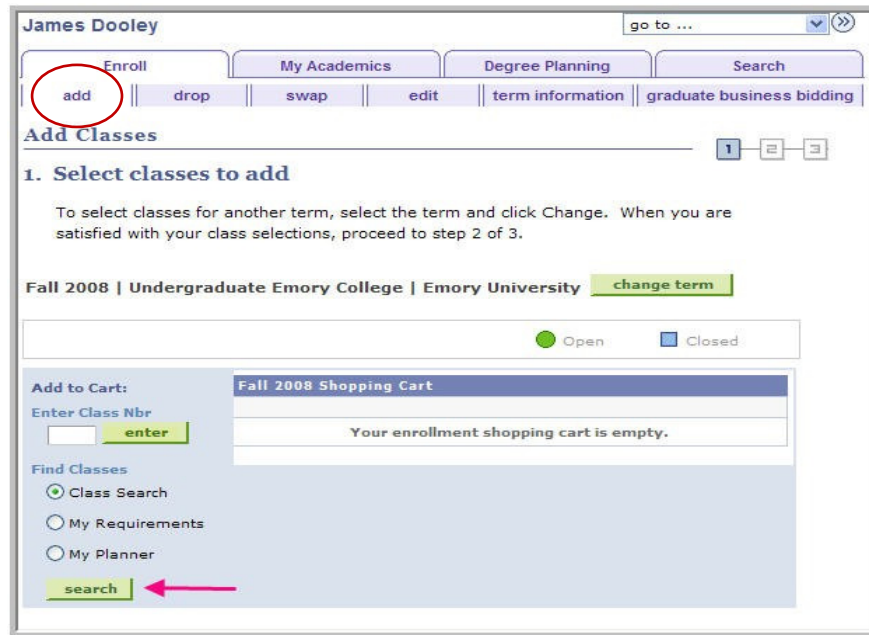 James Dooley
go to ...
Enroll My Academics Degree Planning Search
add drop swap edit term information graduate business bidding
Add Classes
1 2 3
1. Select classes to add
To select classes for another term, select the term and click Change. When you are
satisfied with your class selections, proceed to step 2 of 3.
Fall 2008 | Undergraduate Emory College | Emory University change term
Open Closed
Add to Cart:
Fall 2008 Shopping Cart
Enter Class Nbr
enter
Your enrollment shopping cart is empty.
Find Classes
Class Search
My Requirements
My Planner
search